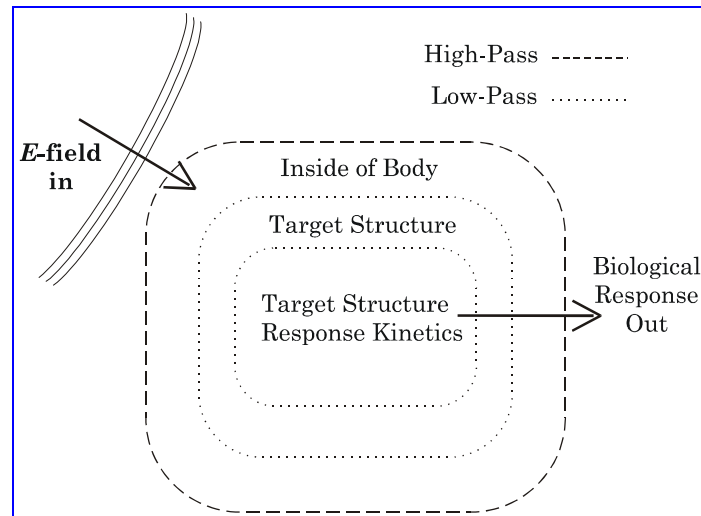 High-Pass
Low-Pass
E-field
in
Inside of Body
Target Structure
Target Structure
Response Kinetics
Biological
Response
Out